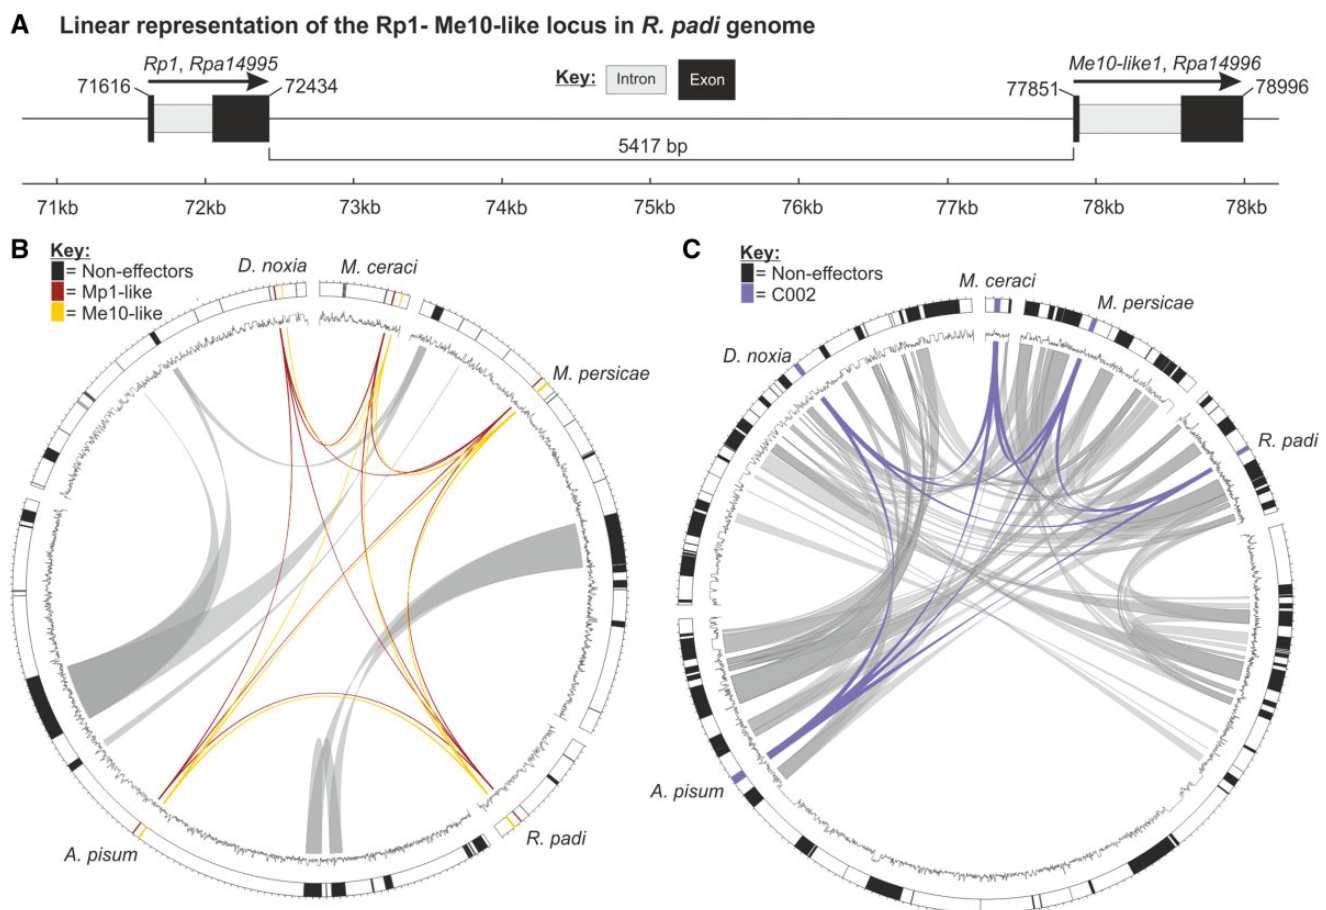 A Linear representation of the Rp1- Me10-like locus in R. padi genome
Rp1, Rpa14995
71616
72434
Key: Intron Exon
Me10-like1, Rpa14996
77851
78996
5417 bp
71kb 72kb 73kb 74kb 75kb 76kb 77kb 78kb 78kb
B
Key:
= Non-effectors
= Mp1-like
= Me10-like
D. noxia
M. ceraci
M. persicae
R. padi
A. pisum
C
Key:
= Non-effectors
= C002
M. ceraci
M. persicae
D. noxia
R. padi
A. pisum